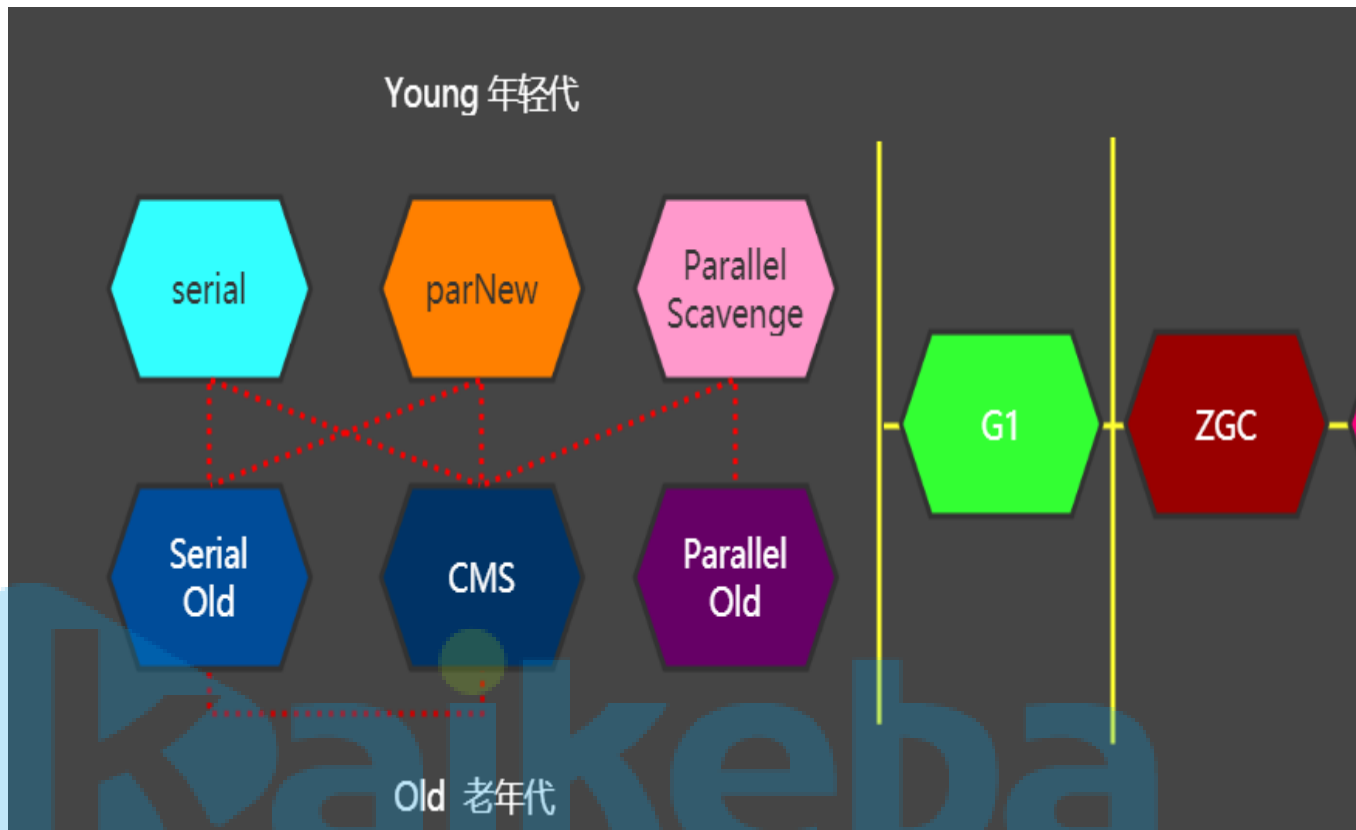 Young 年轻代
serial
parNew
Parallel
Scavenge
G1
ZGC
Serial
Old
CMS
Parallel
Old
Old 老年代
kaikeba